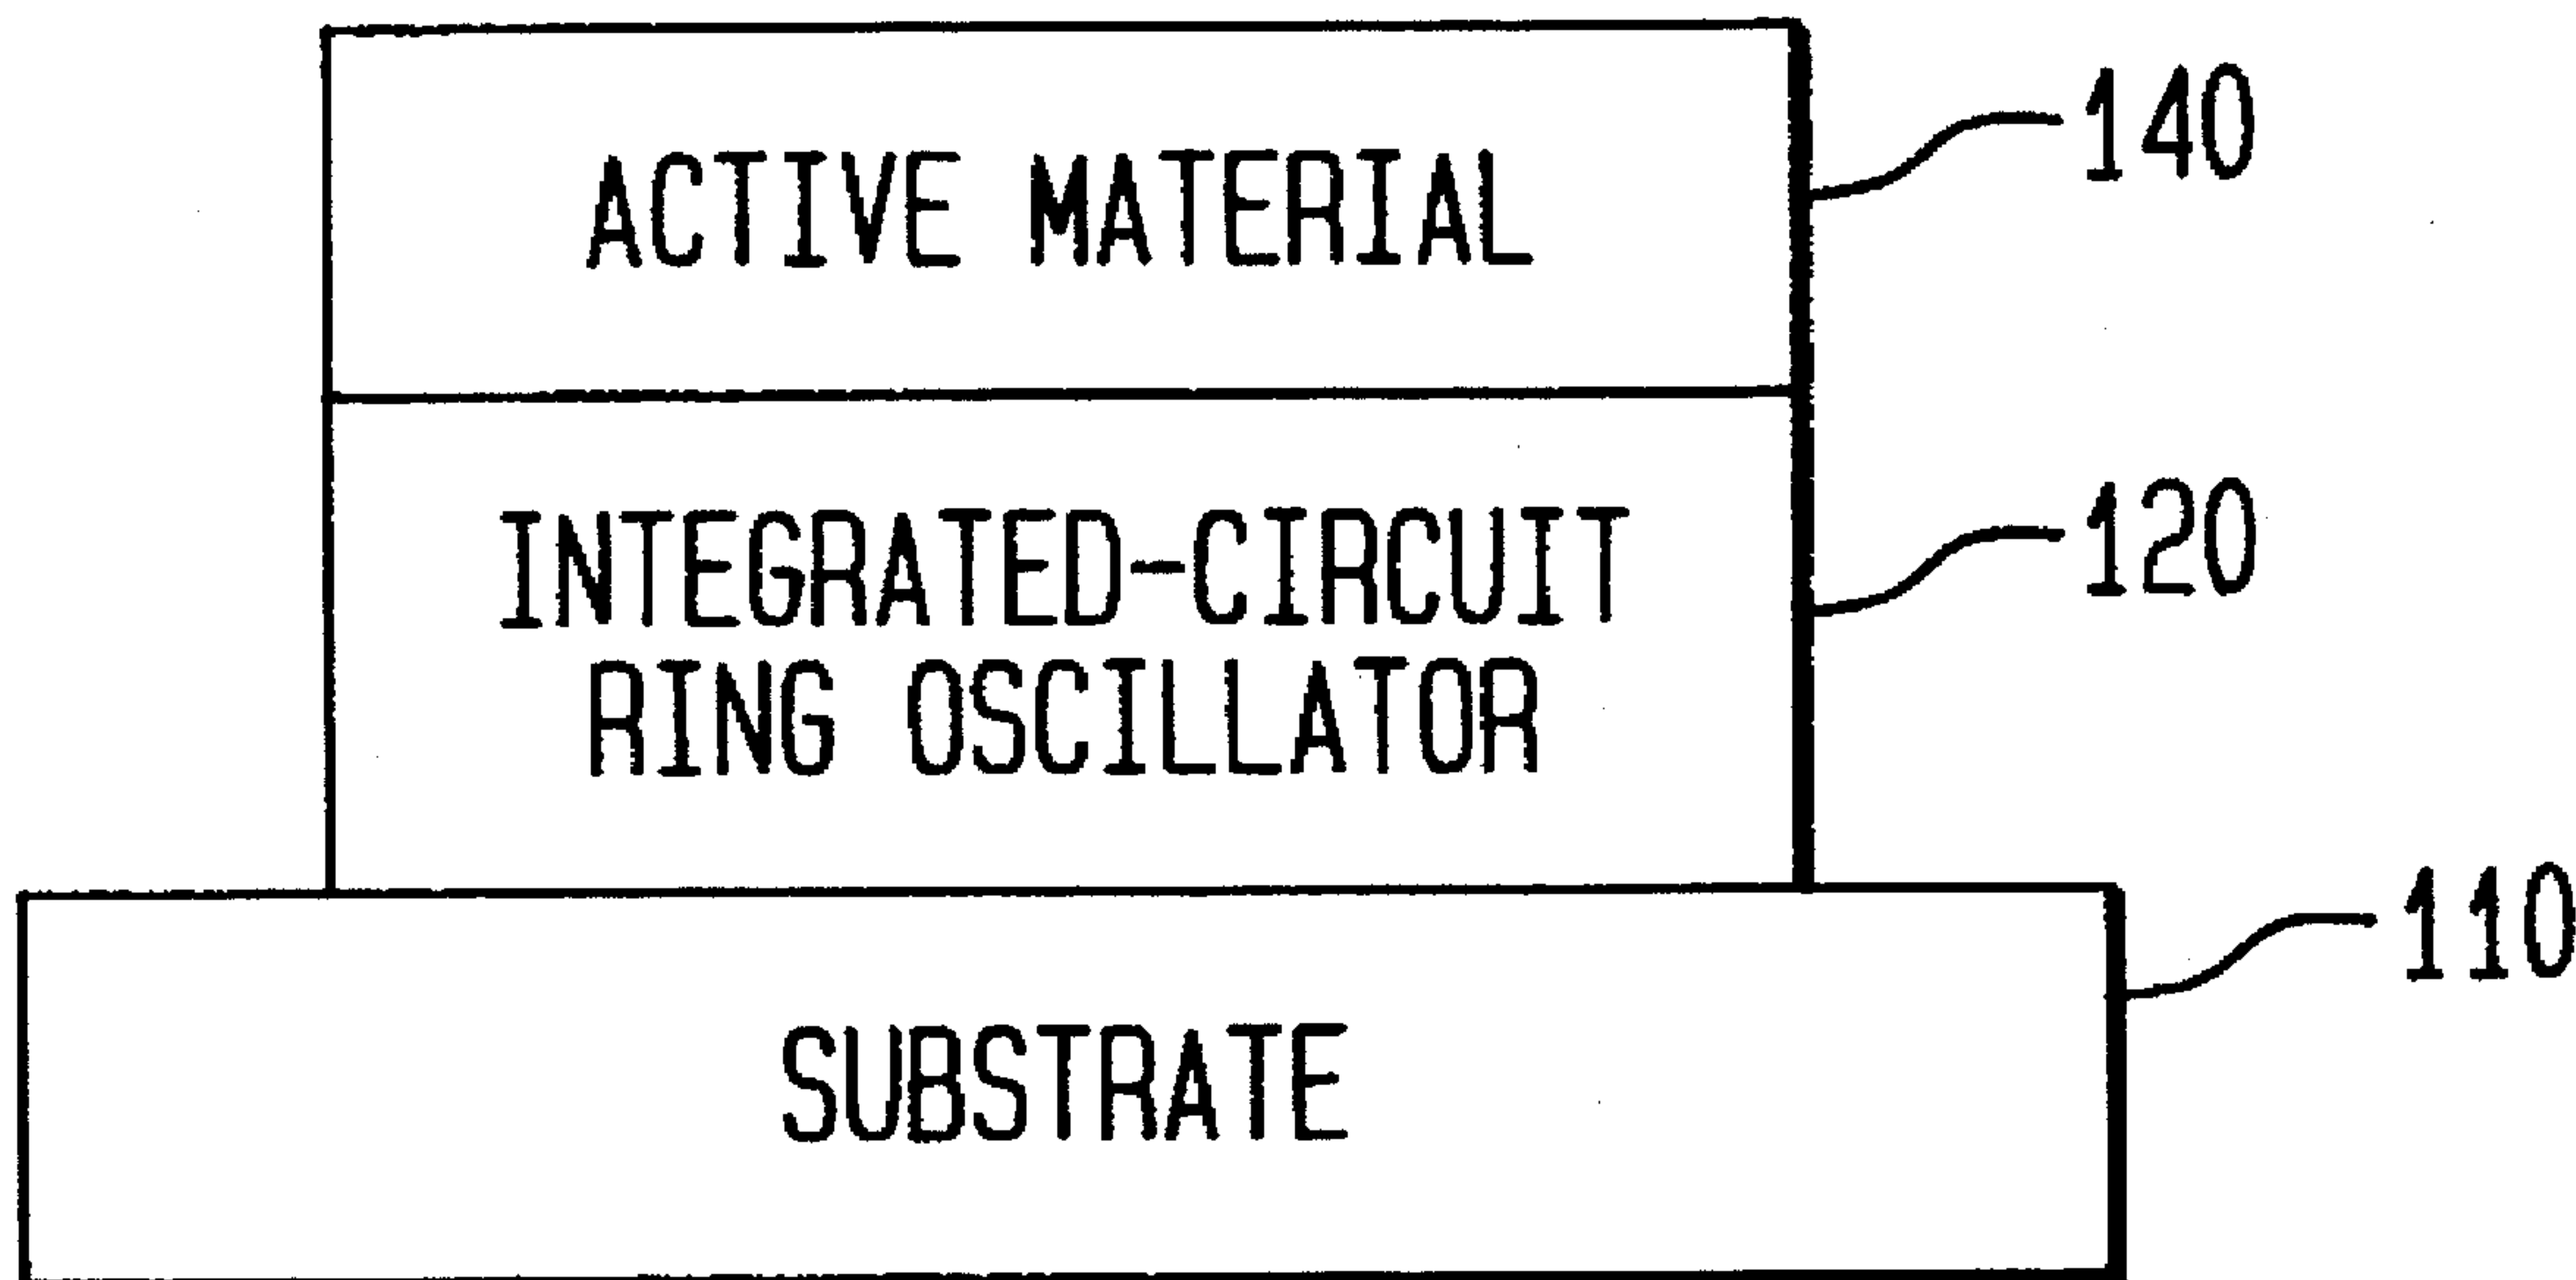 ACTIVE MATERIAL
140
INTEGRATED-CIRCUIT
RING OSCILLATOR
120
SUBSTRATE
110